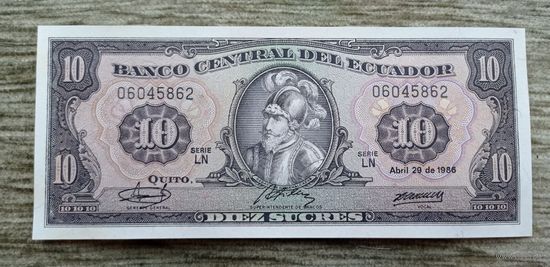 10 BANCO CENTRAL DEL ECUADOR 10
06045862 06045862
10 10
SERIE LN SERIE LN
Abril 29 de 1986
10 QUITO, 10
GERENTE GENERAL SUPERINTENDENTE DE BANCOS VOCAL
10 10 10 DIEZ SUCRES 10 10 10